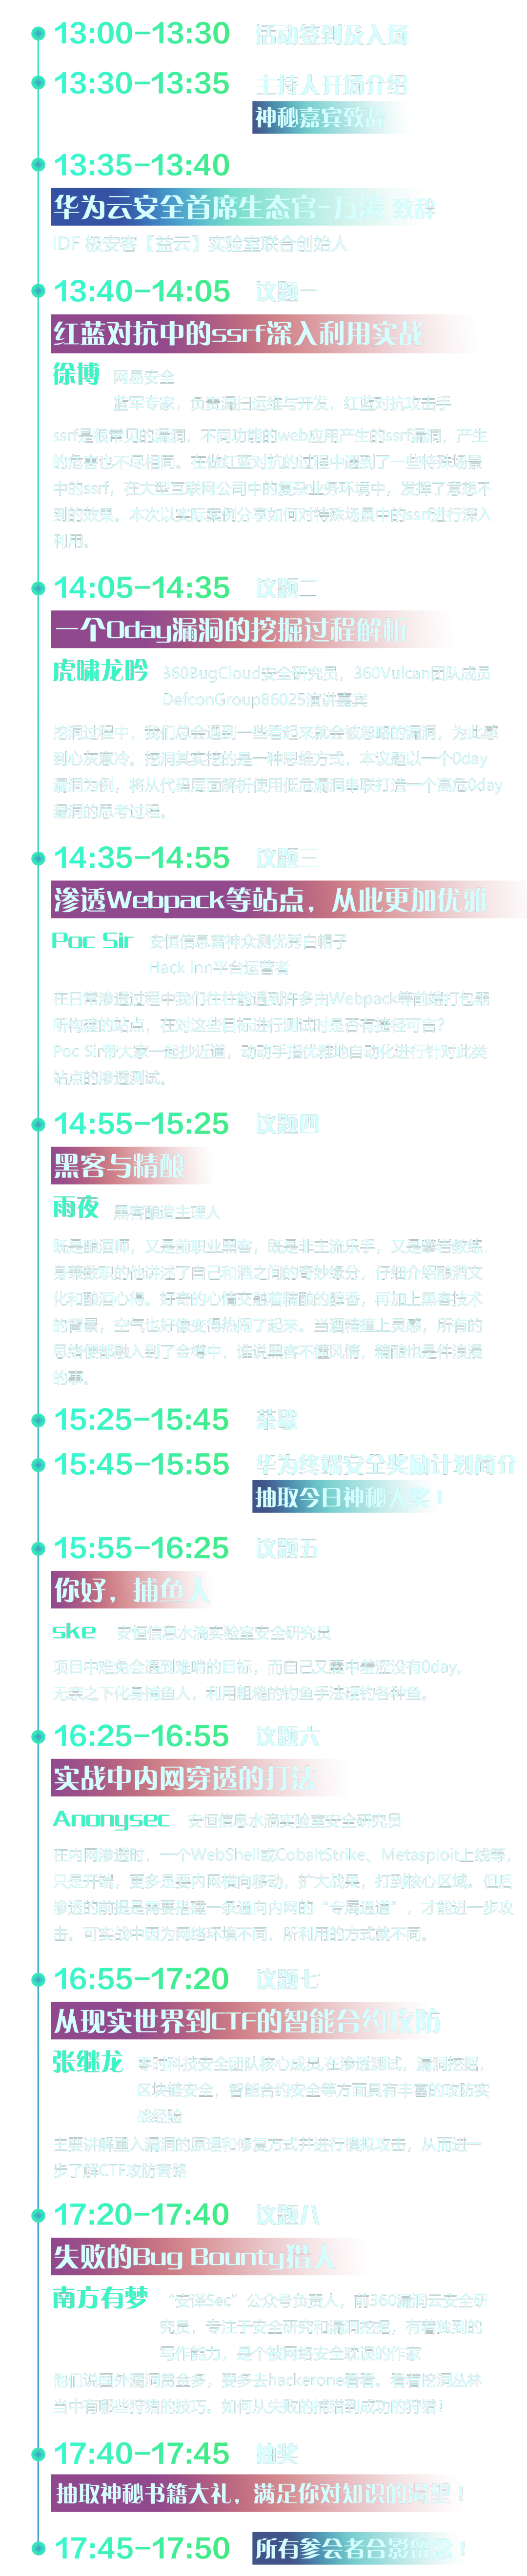 13:00-13:30 活动签到及入场
13:30-13:35 主持人开场介绍
神秘嘉宾致辞
13:35-13:40
华为云安全首席生态官-万涛 致辞
IDF 极安客【益云】实验室联合创始人
13:40-14:05 议题一
红蓝对抗中的ssrf深入利用实战
徐博 网易安全
蓝军专家，负责漏扫运维与开发，红蓝对抗攻击手
ssrf是很常见的漏洞，不同功能的web应用产生的ssrf漏洞，产生
的危害也不尽相同。在做红蓝对抗的过程中遇到了一些特殊场景
中的ssrf，在大型互联网公司中的复杂业务环境中，发挥了意想不
到的效果。本次以实际案例分享如何对特殊场景中的ssrf进行深入
利用。
14:05-14:35 议题二
一个0day漏洞的挖掘过程解析
虎啸龙吟 360BugCloud安全研究员，360Vulcan团队成员
DefconGroup86025演讲嘉宾
挖洞过程中，我们总会遇到一些看起来就会被忽略的漏洞，为此感
到心灰意冷。挖洞其实挖的是一种思维方式，本议题以一个0day
漏洞为例，将从代码层面解析使用低危漏洞串联打造一个高危0day
漏洞的思考过程。
14:35-14:55 议题三
渗透Webpack等站点，从此更加优雅
Poc Sir 安恒信息雷神众测优秀白帽子
Hack Inn平台运营者
在日常渗透过程中我们往往能遇到许多由Webpack等前端打包器
所构建的站点，在对这些目标进行测试时是否有捷径可言？
Poc Sir带大家一起抄近道，动动手指优雅地自动化进行针对此类
站点的渗透测试。
14:55-15:25 议题四
黑客与精酿
雨夜 黑客酿造主理人
既是酿酒师，又是前职业黑客，既是非主流乐手，又是攀岩教练
身兼数职的他讲述了自己和酒之间的奇妙缘分，仔细介绍酿酒文
化和酿酒心得。好奇的心情交融着精酿的醇香，再加上黑客技术
的背景，空气也好像变得热闹了起来。当酒精撞上灵感，所有的
思绪便都融入到了金樽中，谁说黑客不懂风情，精酿也是件浪漫
的事。
15:25-15:45 茶歇
15:45-15:55 华为终端安全奖励计划简介
抽取今日神秘大奖！
15:55-16:25 议题五
你好，捕鱼人
ske 安恒信息水滴实验室安全研究员
项目中难免会遇到难啃的目标，而自己又囊中羞涩没有0day，
无奈之下化身捕鱼人，利用粗糙的钓鱼手法硬钓各种鱼。
16:25-16:55 议题六
实战中内网穿透的打法
Anonysec 安恒信息水滴实验室安全研究员
在内网渗透时，一个WebShell或CobaltStrike、Metasploit上线等，
只是开端，更多是要内网横向移动，扩大战果，打到核心区域。但后
渗透的前提是需要搭建一条通向内网的“专属通道”，才能进一步攻
击。可实战中因为网络环境不同，所利用的方式就不同。
16:55-17:20 议题七
从现实世界到CTF的智能合约攻防
张继龙 零时科技安全团队核心成员,在渗透测试，漏洞挖掘，
区块链安全，智能合约安全等方面具有丰富的攻防实
战经验
主要讲解重入漏洞的原理和修复方式并进行模拟攻击，从而进一
步了解CTF攻防套路
17:20-17:40 议题八
失败的Bug Bounty猎人
南方有梦 “安译Sec”公众号负责人，前360漏洞云安全研
究员，专注于安全研究和漏洞挖掘，有着独到的
写作能力，是个被网络安全耽误的作家
他们说国外漏洞赏金多，要多去hackerone看看。看着挖洞丛林
当中有哪些狩猎的技巧。如何从失败的捕猎到成功的狩猎！
17:40-17:45 抽奖
抽取神秘书籍大礼，满足你对知识的渴望！
17:45-17:50 所有参会者合影留念！